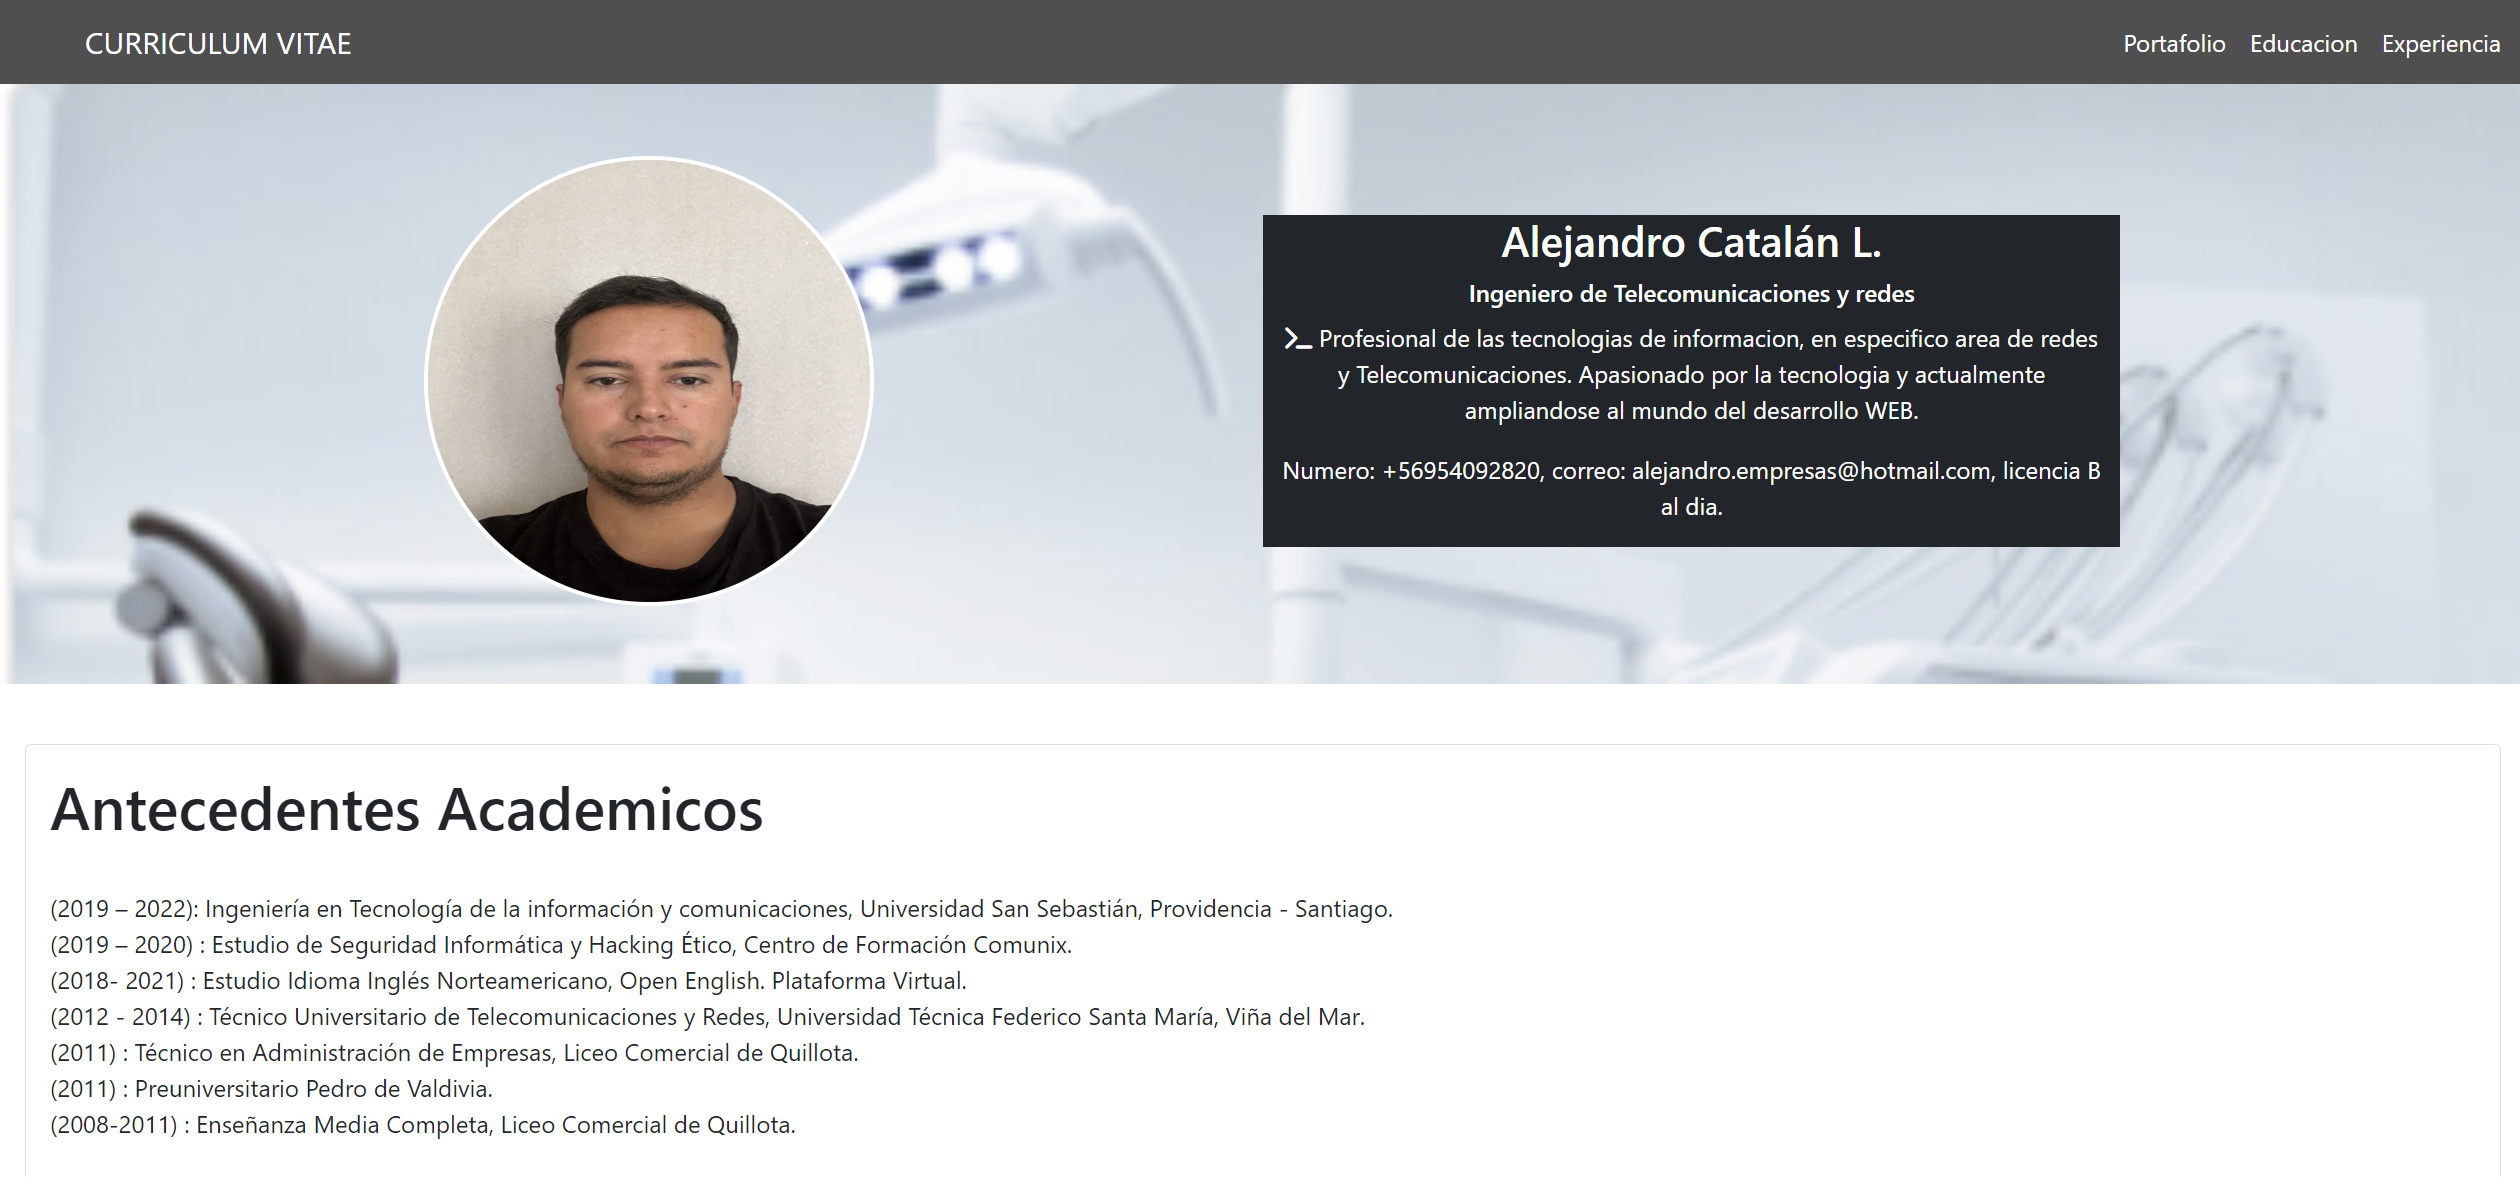 CURRICULUM VITAE
Portafolio Educacion Experiencia
Alejandro Catalán L.
Ingeniero de Telecomunicaciones y redes
Profesional de las tecnologias de informacion, en especifico area de redes
y Telecomunicaciones. Apasionado por la tecnologia y actualmente
ampliandose al mundo del desarrollo WEB.
Numero: +56954092820, correo: alejandro.empresas@hotmail.com, licencia B
al dia.
Antecedentes Academicos
(2019 – 2022): Ingeniería en Tecnología de la información y comunicaciones, Universidad San Sebastián, Providencia - Santiago.
(2019 – 2020) : Estudio de Seguridad Informática y Hacking Ético, Centro de Formación Comunix.
(2018- 2021) : Estudio Idioma Inglés Norteamericano, Open English. Plataforma Virtual.
(2012 - 2014) : Técnico Universitario de Telecomunicaciones y Redes, Universidad Técnica Federico Santa María, Viña del Mar.
(2011) : Técnico en Administración de Empresas, Liceo Comercial de Quillota.
(2011) : Preuniversitario Pedro de Valdivia.
(2008-2011) : Enseñanza Media Completa, Liceo Comercial de Quillota.